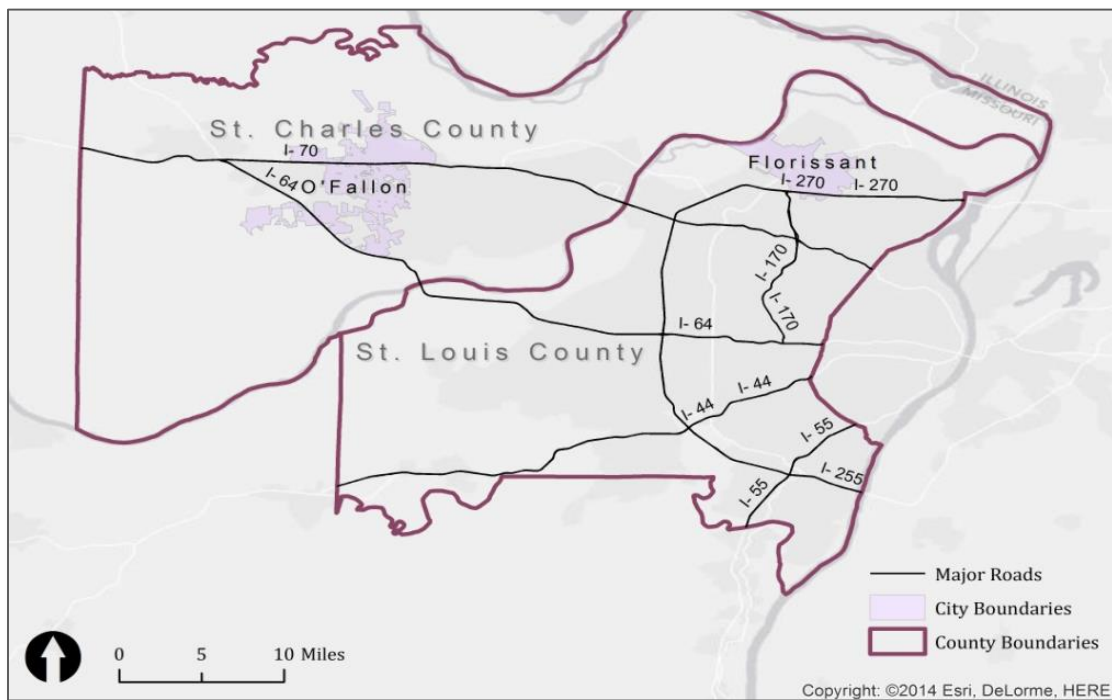 ILLINOIS
MISSOURI
St. Charles County
I- 70
Florissant
I- 64
O'Fallon
I- 270
I- 270
I- 170
I- 170
I- 64
St. Louis County
I- 44
I- 44
I- 55
I- 255
I- 55
Major Roads
City Boundaries
County Boundaries
0 5 10 Miles
Copyright: ©2014 Esri, DeLorme, HERE